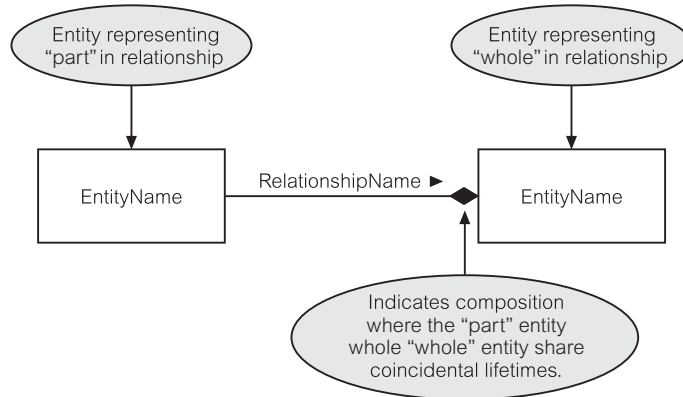 Entity representing
“part” in relationship
Entity representing
“whole” in relationship
EntityName
RelationshipName ►
EntityName
Indicates composition
where the “part” entity
whole “whole” entity share
coincidental lifetimes.